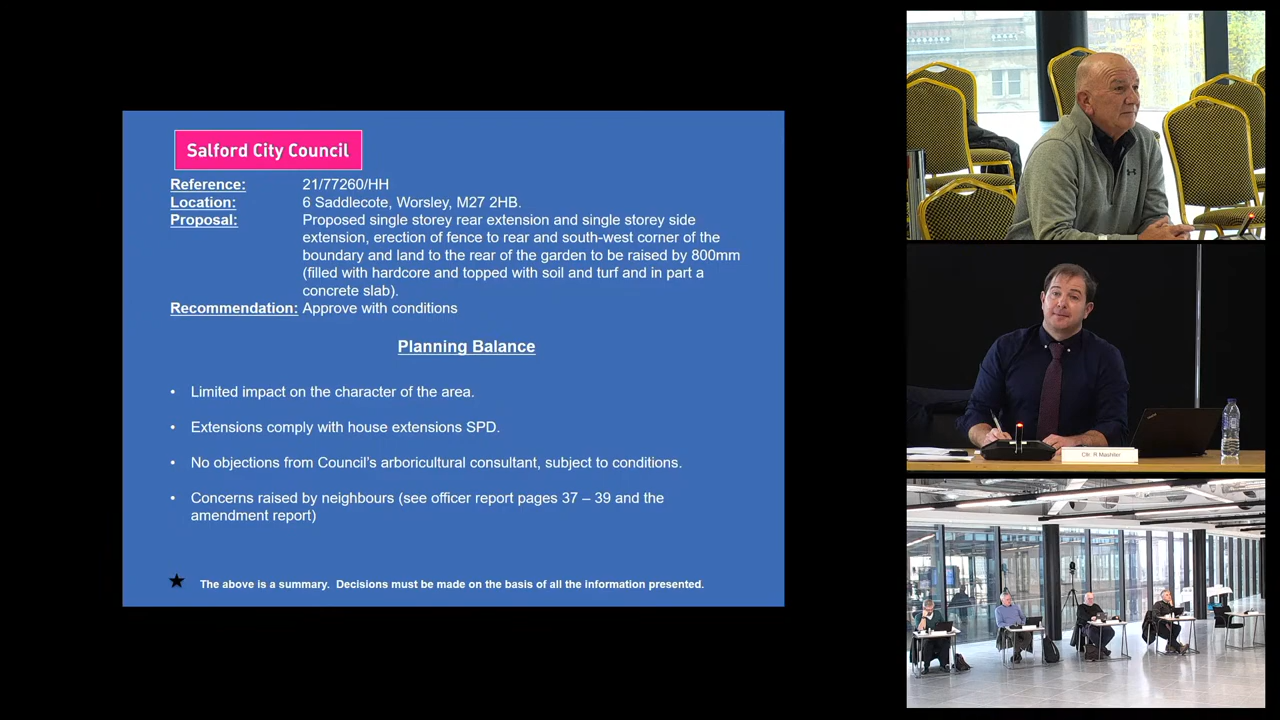 Salford City Council
Reference: 21/77260/HH
Location: 6 Saddlecote, Worsley, M27 2HB.
Proposal: Proposed single storey rear extension and single storey side
extension, erection of fence to rear and south-west corner of the
boundary and land to the rear of the garden to be raised by 800mm
(filled with hardcore and topped with soil and turf and in part a
concrete slab).
Recommendation: Approve with conditions
Planning Balance
• Limited impact on the character of the area.
• Extensions comply with house extensions SPD.
• No objections from Council's arboricultural consultant, subject to conditions.
• Concerns raised by neighbours (see officer report pages 37 – 39 and the
amendment report)
★ The above is a summary. Decisions must be made on the basis of all the information presented.
Cllr. R Mashiter